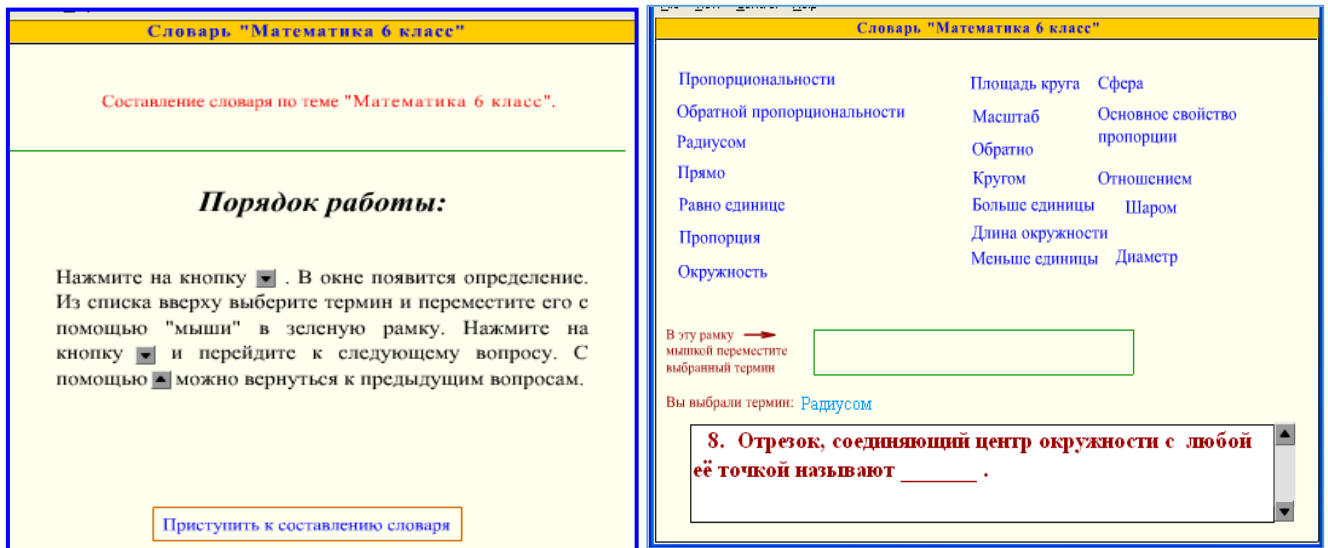 Словарь "Математика 6 класс"
Составление словаря по теме "Математика 6 класс".
Порядок работы:
Нажмите на кнопку . В окне появится определение.
Из списка вверху выберите термин и переместите его с
помощью "мыши" в зеленую рамку. Нажмите на
кнопку и перейдите к следующему вопросу. С
помощью можно вернуться к предыдущим вопросам.
Приступить к составлению словаря
Словарь "Математика 6 класс"
Пропорциональности
Обратной пропорциональности
Радиусом
Прямо
Равно единице
Пропорция
Окружность
Площадь круга
Масштаб
Обратно
Кругом
Больше единицы
Длина окружности
Меньше единицы
Сфера
Основное свойство
пропорции
Отношением
Шаром
Диаметр
В эту рамку
мышкой переместите
выбранный термин
Вы выбрали термин: Радиусом
8. Отрезок, соединяющий центр окружности с любой
её точкой называют _______ .